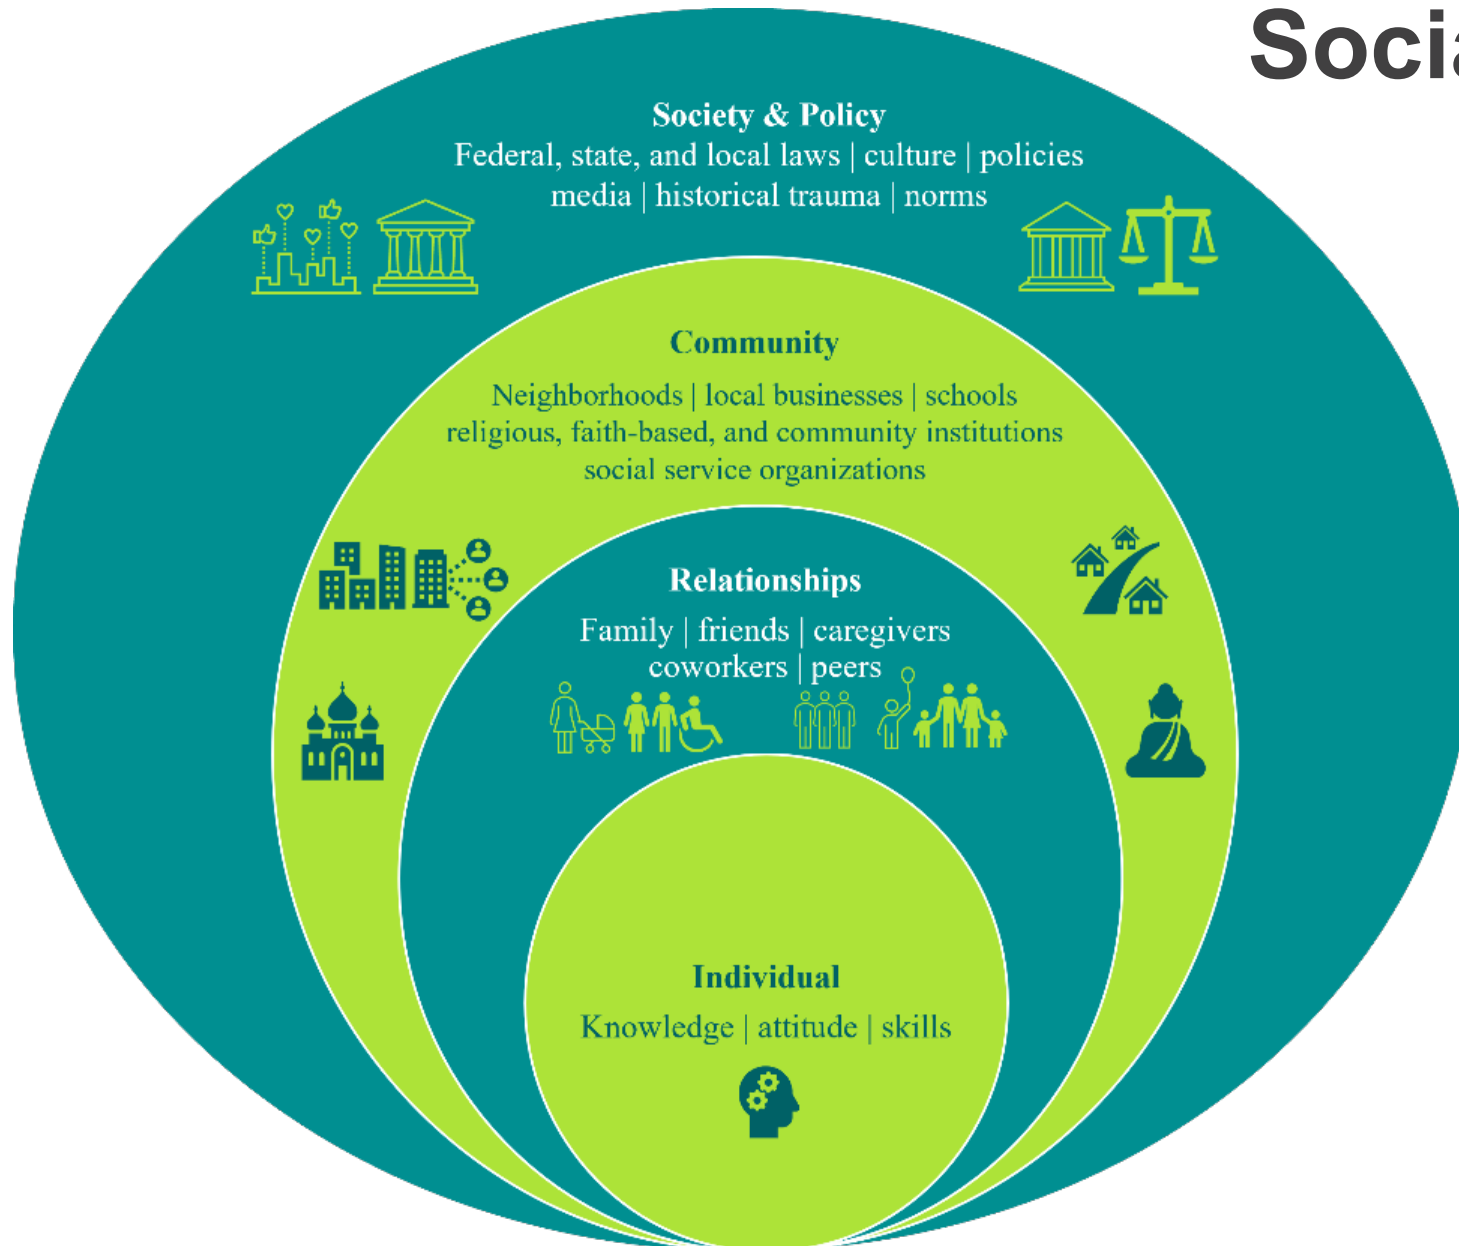 Socia
Society & Policy
Federal, state, and local laws | culture | policies
media | historical trauma | norms
Community
Neighborhoods | local businesses | schools
religious, faith-based, and community institutions
social service organizations
Relationships
Family | friends | caregivers
coworkers | peers
Individual
Knowledge | attitude | skills